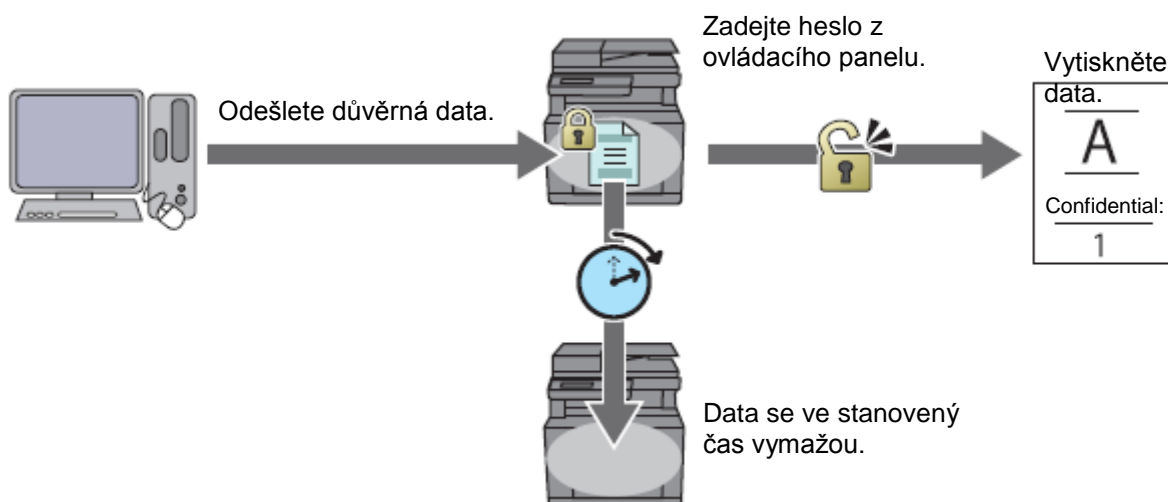 Zadejte heslo z
ovládacího panelu.
Vytiskněte
data.
Odešlete důvěrná data.
A
Confidential:
1
Data se ve stanovený
čas vymažou.